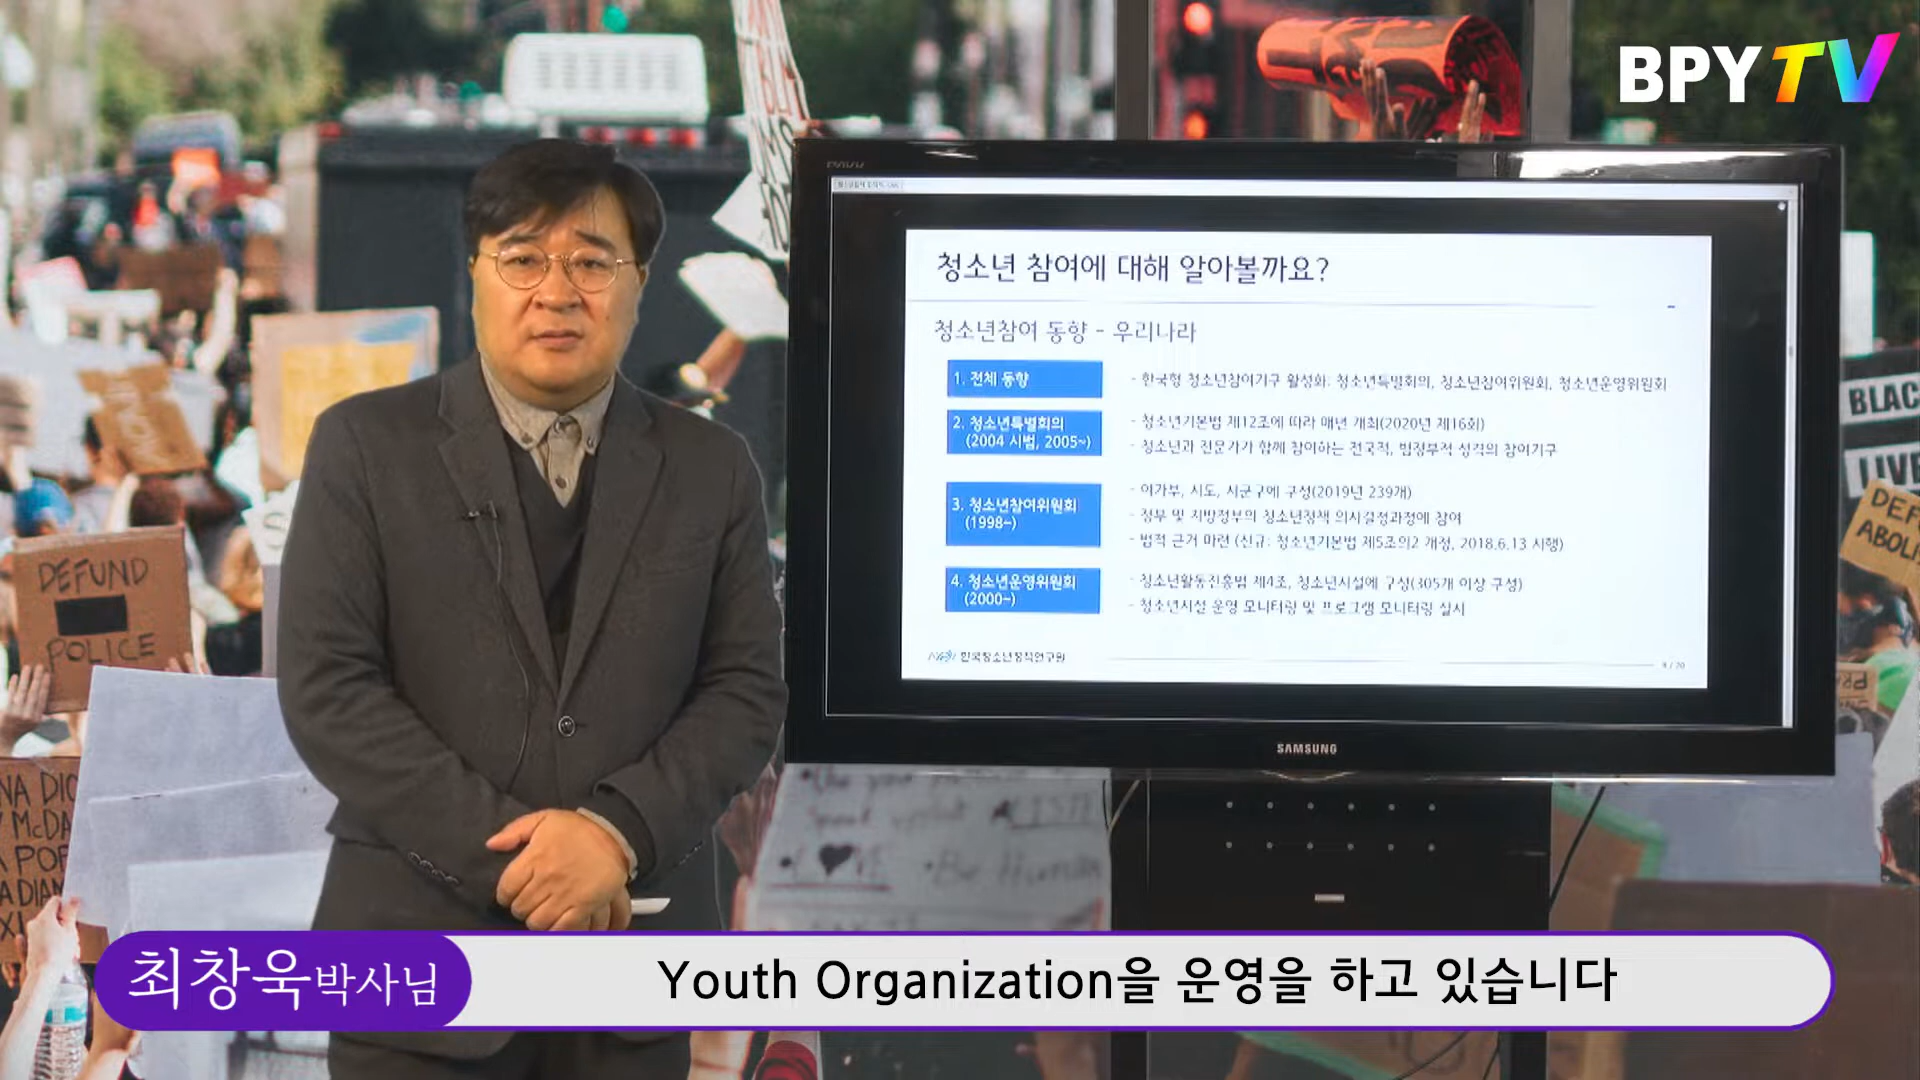 BPYTV
청소년 참여에 대해 알아볼까요?
청소년참여 동향 - 우리나라
1. 전체 동향
- 한국형 청소년참여기구 활성화: 청소년특별회의, 청소년참여위원회, 청소년운영위원회
2. 청소년특별회의
(2004 시범, 2005~)
- 청소년기본법 제12조에 따라 매년 개최(2020년 제16회)
- 청소년과 전문가가 함께 참여하는 전국적, 범정부적 성격의 참여기구
3. 청소년참여위원회
(1998~)
- 여가부, 시도, 시군구에 구성(2019년 239개)
- 정부 및 지방정부의 청소년정책 의사결정과정에 참여
- 법적 근거 마련 (신규: 청소년기본법 제5조의2 개정, 2018.6.13 시행)
4. 청소년운영위원회
(2000~)
- 청소년활동진흥법 제4조, 청소년시설에 구성(305개 이상 구성)
- 청소년시설 운영 모니터링 및 프로그램 모니터링 실시
한국청소년정책연구원
SAMSUNG
DEFUND
POLICE
BLAC
LIVE
DEF
ABOLI
NA DIO
McDA
POF
ADIAN
Be Human
최창욱박사님
Youth Organization을 운영을 하고 있습니다